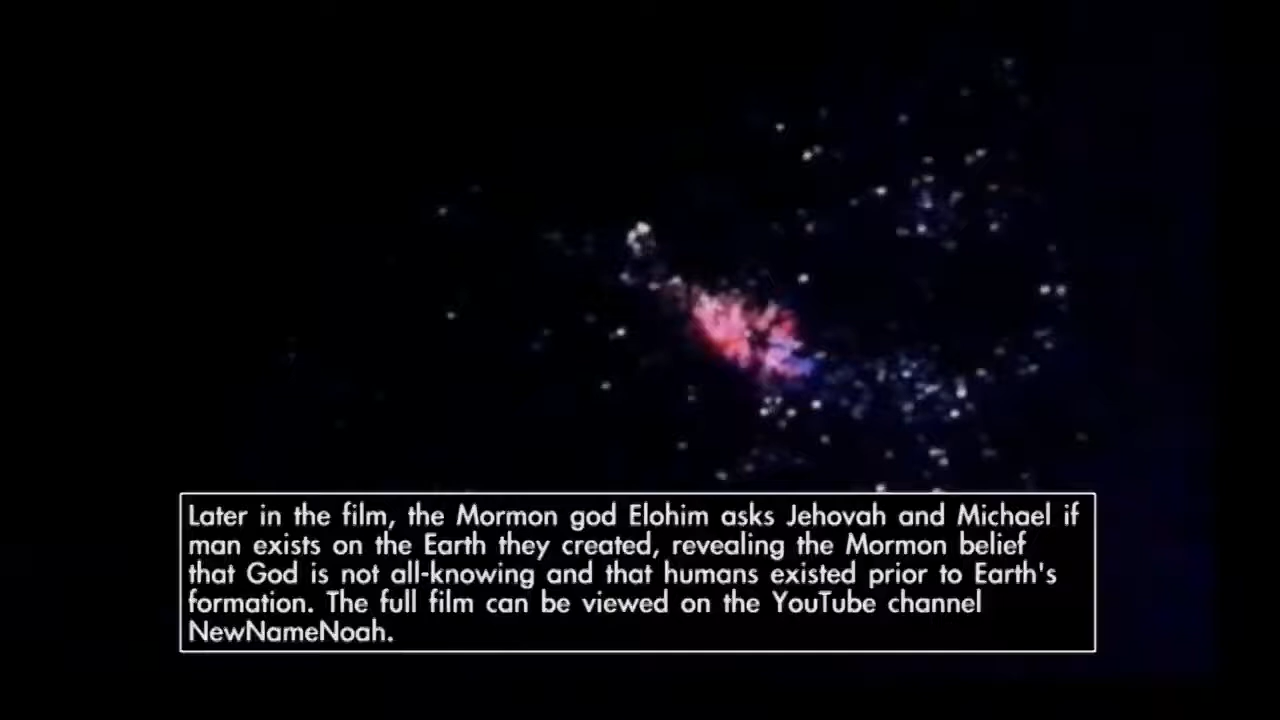 Later in the film, the Mormon god Elohim asks Jehovah and Michael if
man exists on the Earth they created, revealing the Mormon belief
that God is not all-knowing and that humans existed prior to Earth's
formation. The full film can be viewed on the YouTube channel
NewNameNoah.